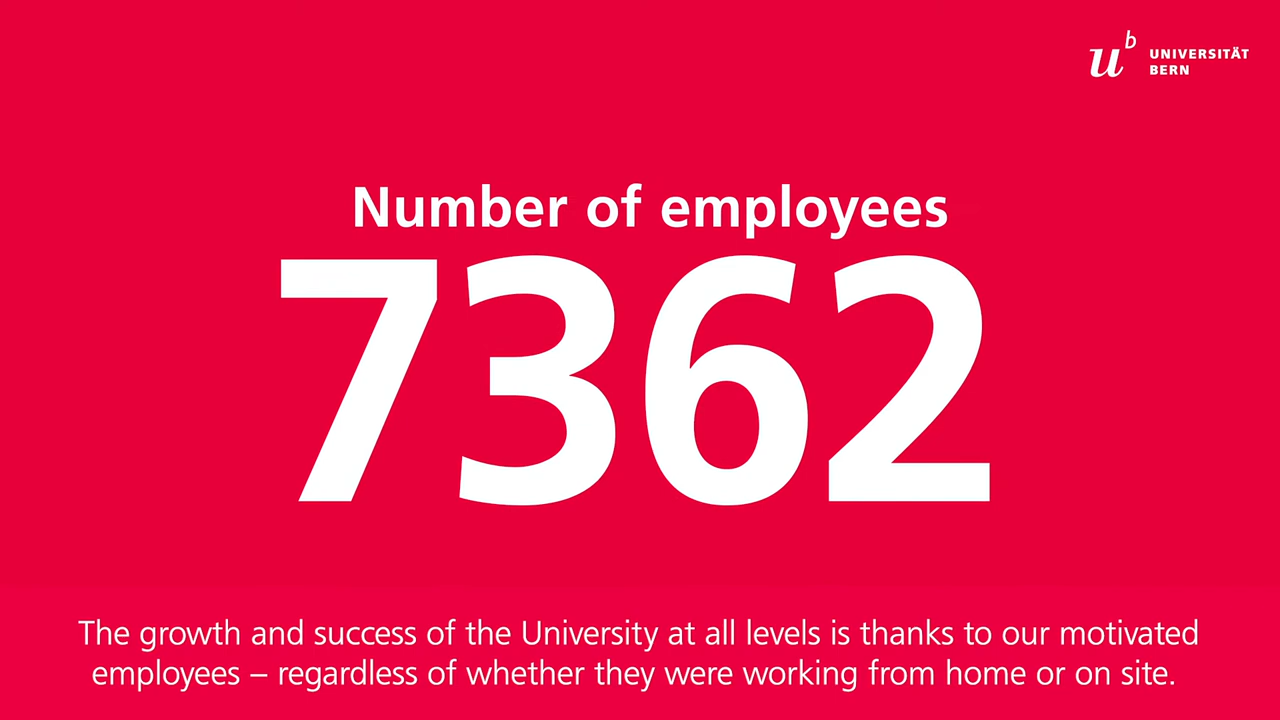 u b UNIVERSITÄT
BERN
Number of employees
7362
The growth and success of the University at all levels is thanks to our motivated
employees – regardless of whether they were working from home or on site.